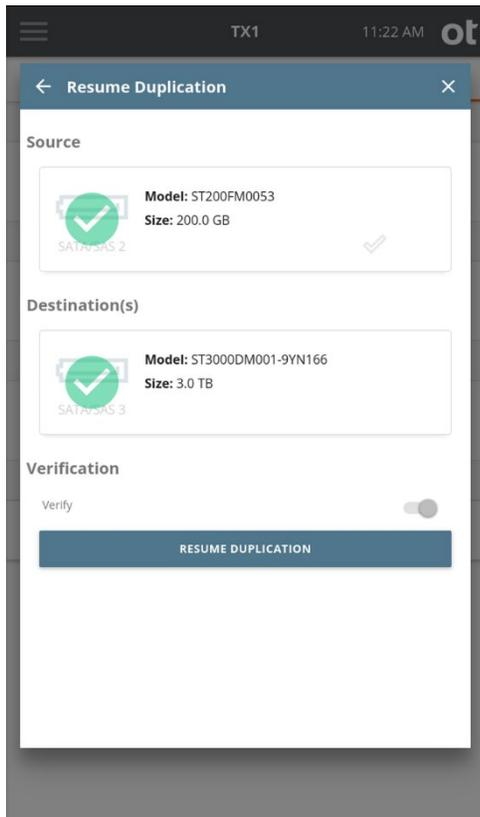 TX1
11:22 AM
ot
Resume Duplication
Source
Model: ST200FM0053
Size: 200.0 GB
SATA/SAS 2
Destination(s)
Model: ST3000DM001-9YN166
Size: 3.0 TB
SATA/SAS 3
Verification
Verify
RESUME DUPLICATION